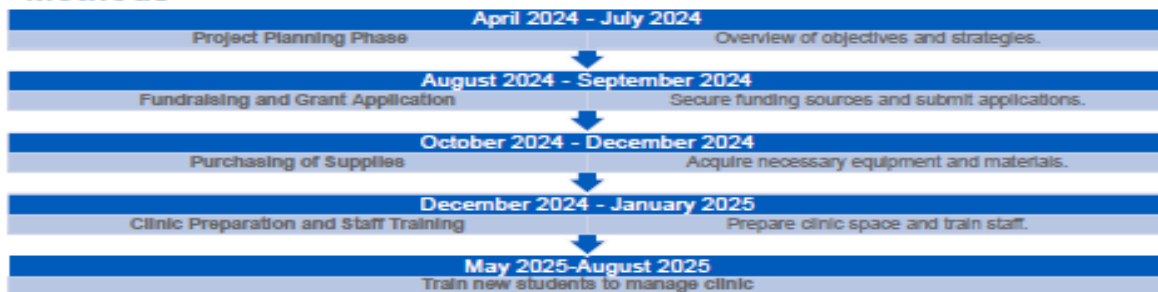 April 2024 - July 2024
Project Planning Phase Overview of objectives and strategies.
August 2024 - September 2024
Fundraising and Grant Application Secure funding sources and submit applications.
October 2024 - December 2024
Purchasing of Supplies Acquire necessary equipment and materials.
December 2024 - January 2025
Clinic Preparation and Staff Training Prepare clinic space and train staff.
May 2025-August 2025
Train new students to manage clinic